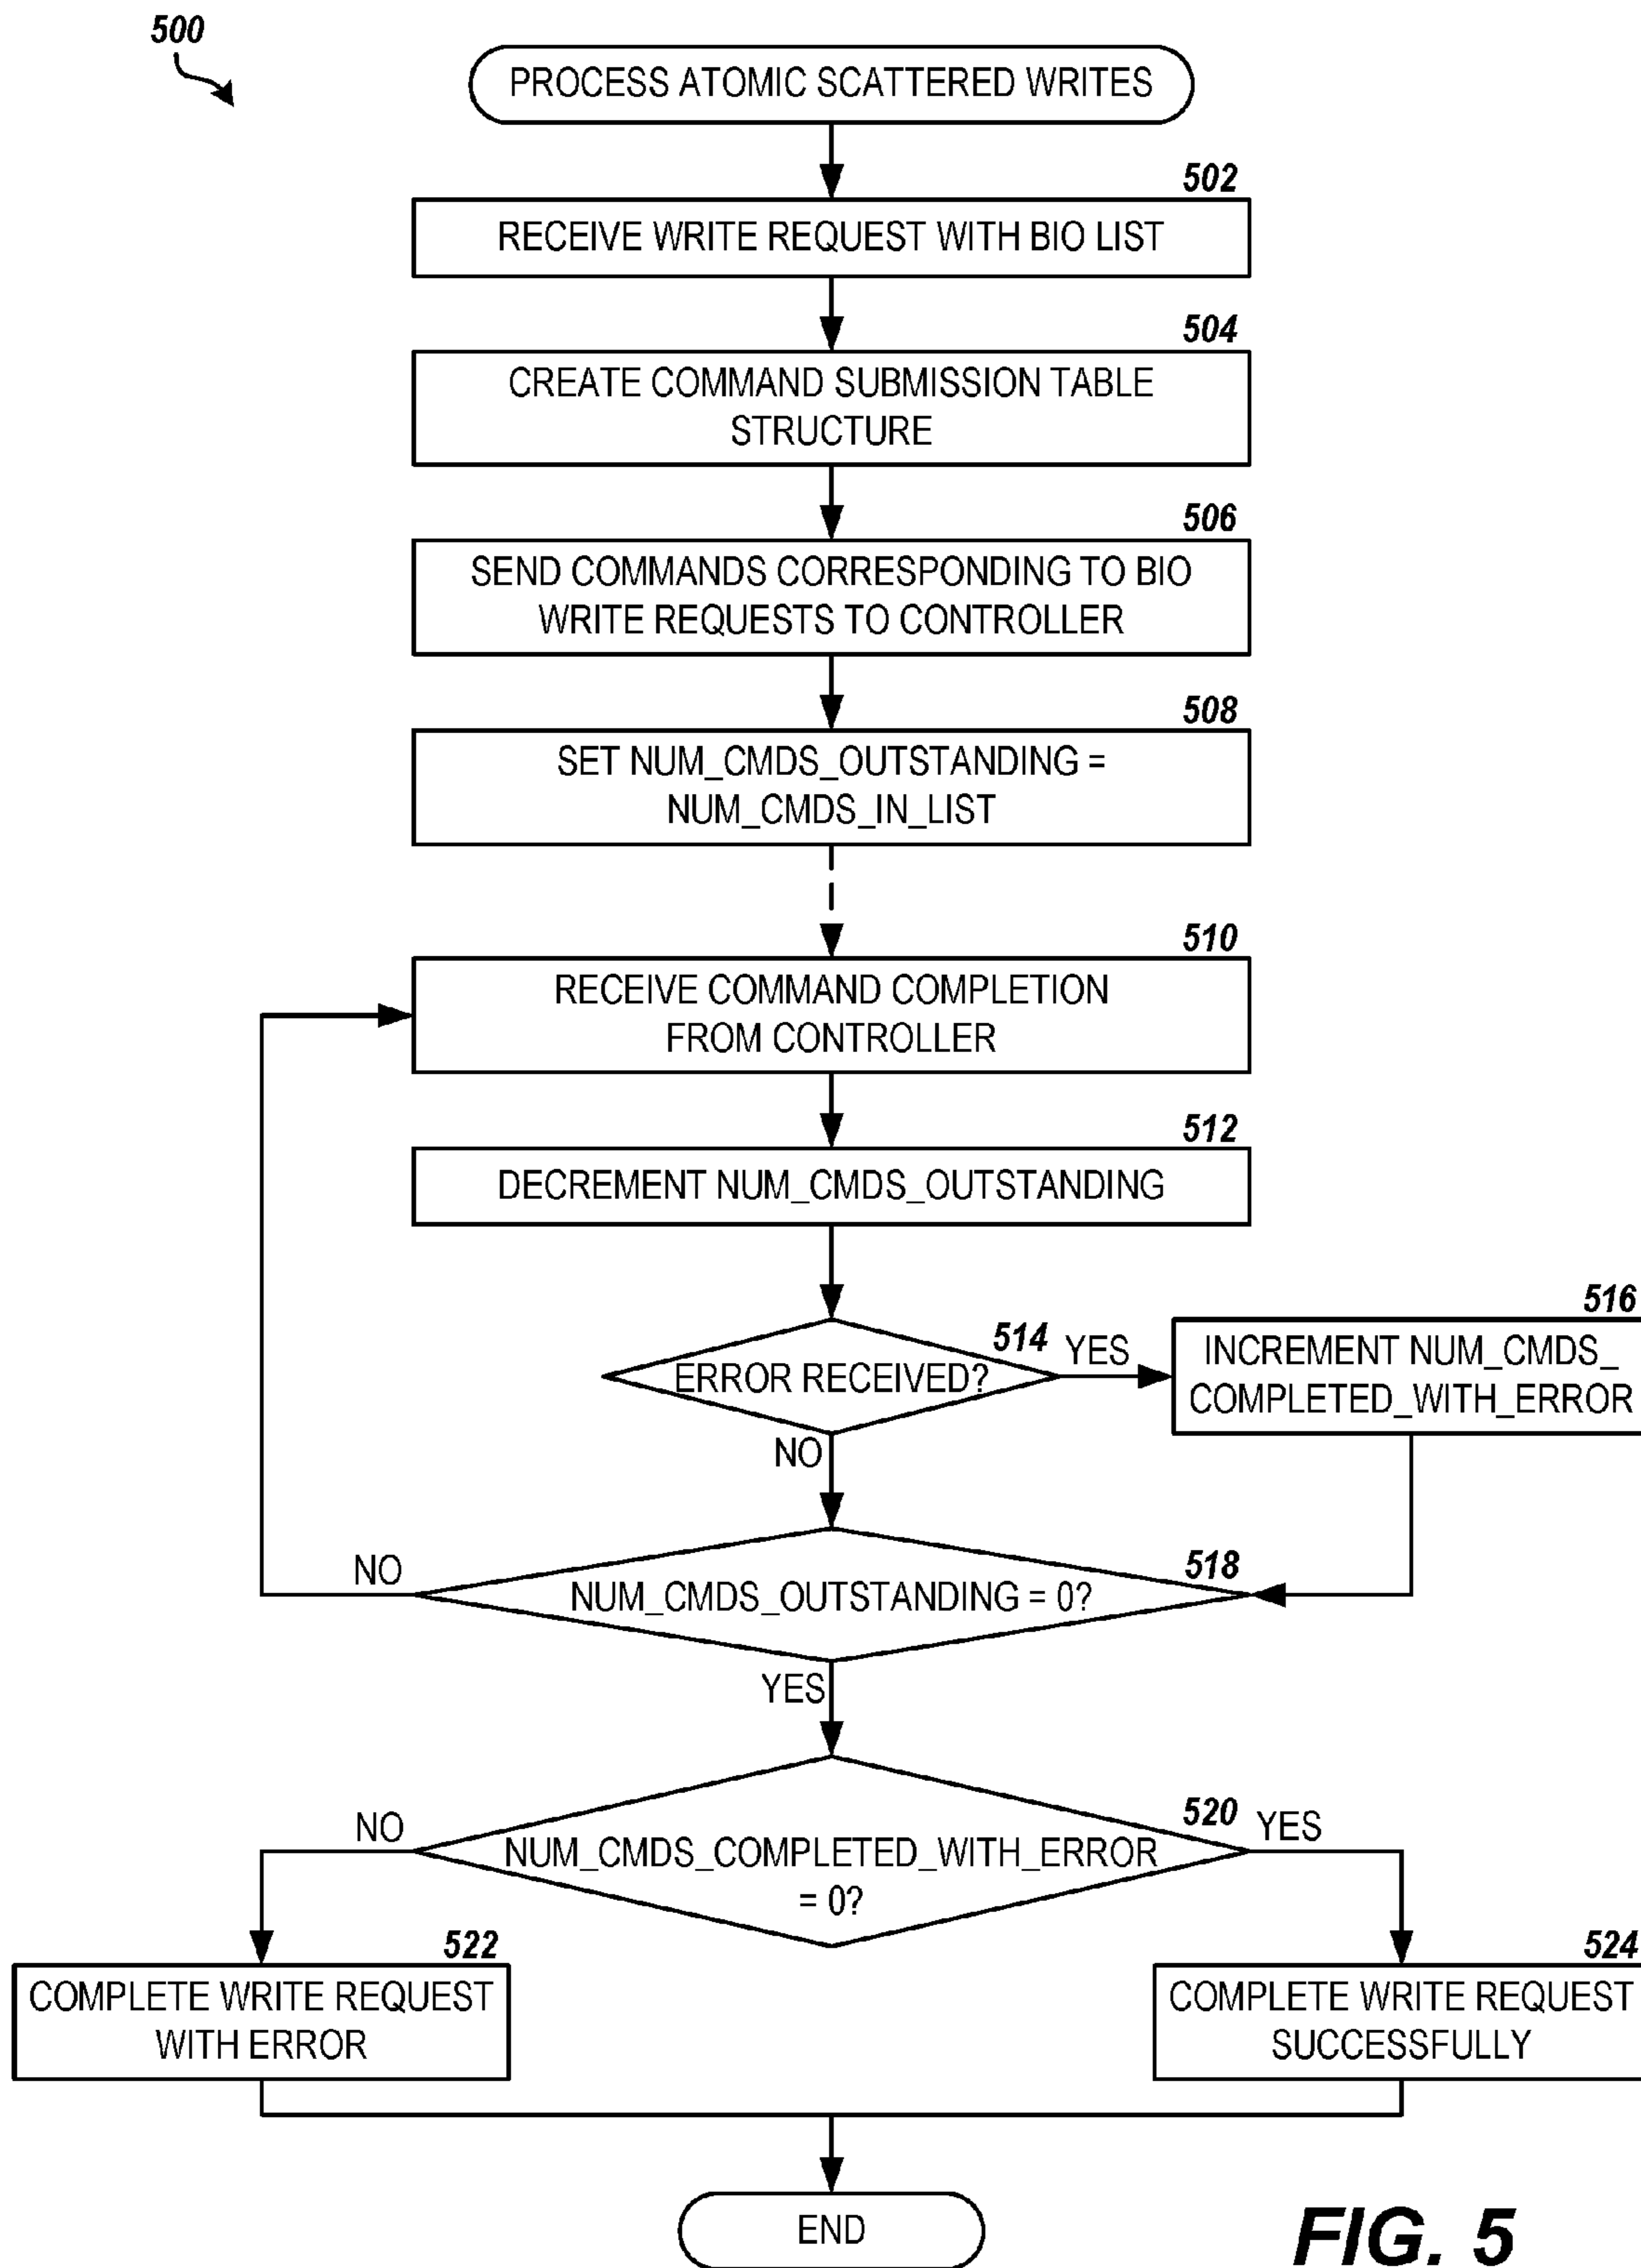 500
PROCESS ATOMIC SCATTERED WRITES
502
RECEIVE WRITE REQUEST WITH BIO LIST
504
CREATE COMMAND SUBMISSION TABLE
STRUCTURE
506
SEND COMMANDS CORRESPONDING TO BIO
WRITE REQUESTS TO CONTROLLER
508
SET NUM_CMDS_OUTSTANDING =
NUM_CMDS_IN_LIST
510
RECEIVE COMMAND COMPLETION
FROM CONTROLLER
512
DECREMENT NUM_CMDS_OUTSTANDING
514
ERROR RECEIVED?
YES
516
INCREMENT NUM_CMDS_
COMPLETED_WITH_ERROR
NO
518
NUM_CMDS_OUTSTANDING = 0?
NO
YES
520
NUM_CMDS_COMPLETED_WITH_ERROR
= 0?
NO
YES
522
COMPLETE WRITE REQUEST
WITH ERROR
524
COMPLETE WRITE REQUEST
SUCCESSFULLY
END
FIG. 5